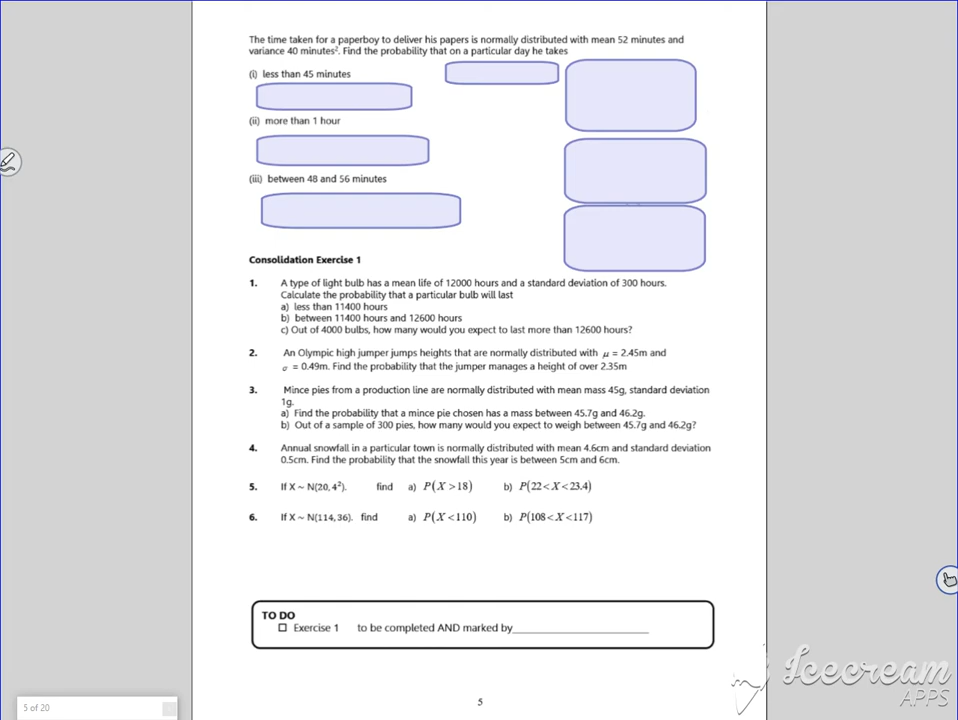 The time taken for a paperboy to deliver his papers is normally distributed with mean 52 minutes and
variance 40 minutes². Find the probability that on a particular day he takes
(i) less than 45 minutes
(ii) more than 1 hour
(iii) between 48 and 56 minutes
Consolidation Exercise 1
1. A type of light bulb has a mean life of 12000 hours and a standard deviation of 300 hours.
Calculate the probability that a particular bulb will last
a) less than 11400 hours
b) between 11400 hours and 12600 hours
c) Out of 4000 bulbs, how many would you expect to last more than 12600 hours?
2. An Olympic high jumper jumps heights that are normally distributed with μ = 2.45m and
σ = 0.49m. Find the probability that the jumper manages a height of over 2.35m
3. Mince pies from a production line are normally distributed with mean mass 45g, standard deviation
1g.
a) Find the probability that a mince pie chosen has a mass between 45.7g and 46.2g.
b) Out of a sample of 300 pies, how many would you expect to weigh between 45.7g and 46.2g?
4. Annual snowfall in a particular town is normally distributed with mean 4.6cm and standard deviation
0.5cm. Find the probability that the snowfall this year is between 5cm and 6cm.
5. If X ~ N(20, 4²). find a) P(X > 18) b) P(22 < X < 23.4)
6. If X ~ N(114, 36). find a) P(X < 110) b) P(108 < X < 117)
TO DO
☐ Exercise 1 to be completed AND marked by____________________
5
5 of 20
Icecream
APPS